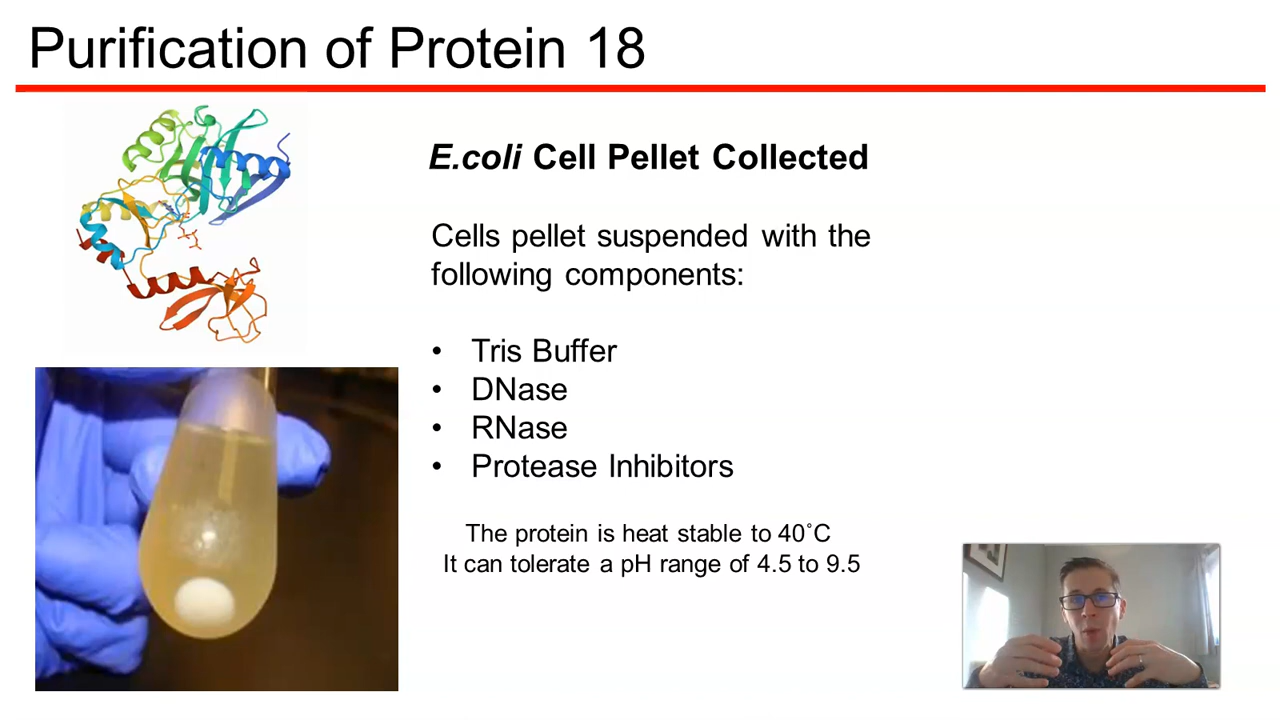 Purification of Protein 18
E.coli Cell Pellet Collected
Cells pellet suspended with the
following components:
• Tris Buffer
• DNase
• RNase
• Protease Inhibitors
The protein is heat stable to 40˚C
It can tolerate a pH range of 4.5 to 9.5